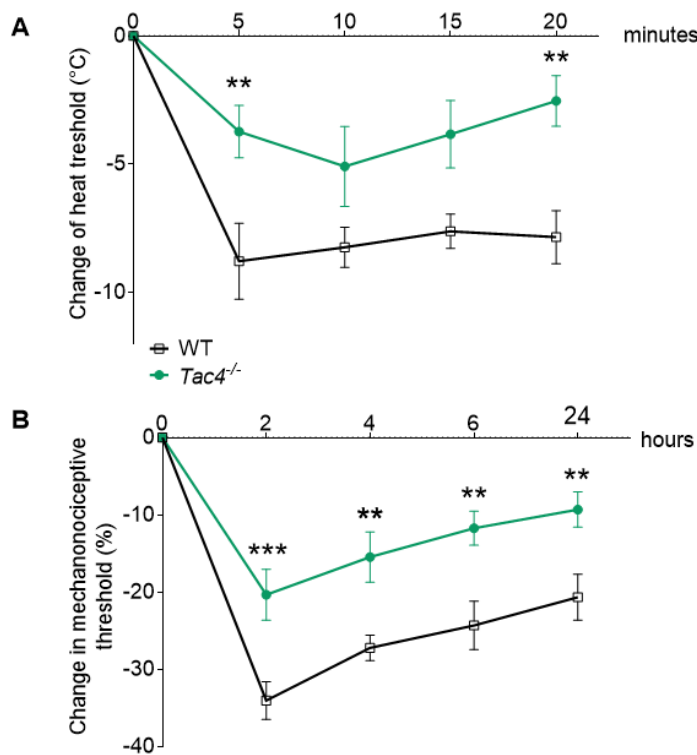 A
0 5 10 15 20 minutes
0
-5
-10
Change of heat treshold (°C)
** **
WT
Tac4-/-
B
0 2 4 6 24 hours
0
-10
-20
-30
-40
Change in mechanonociceptive
threshold (%)
*** ** ** **